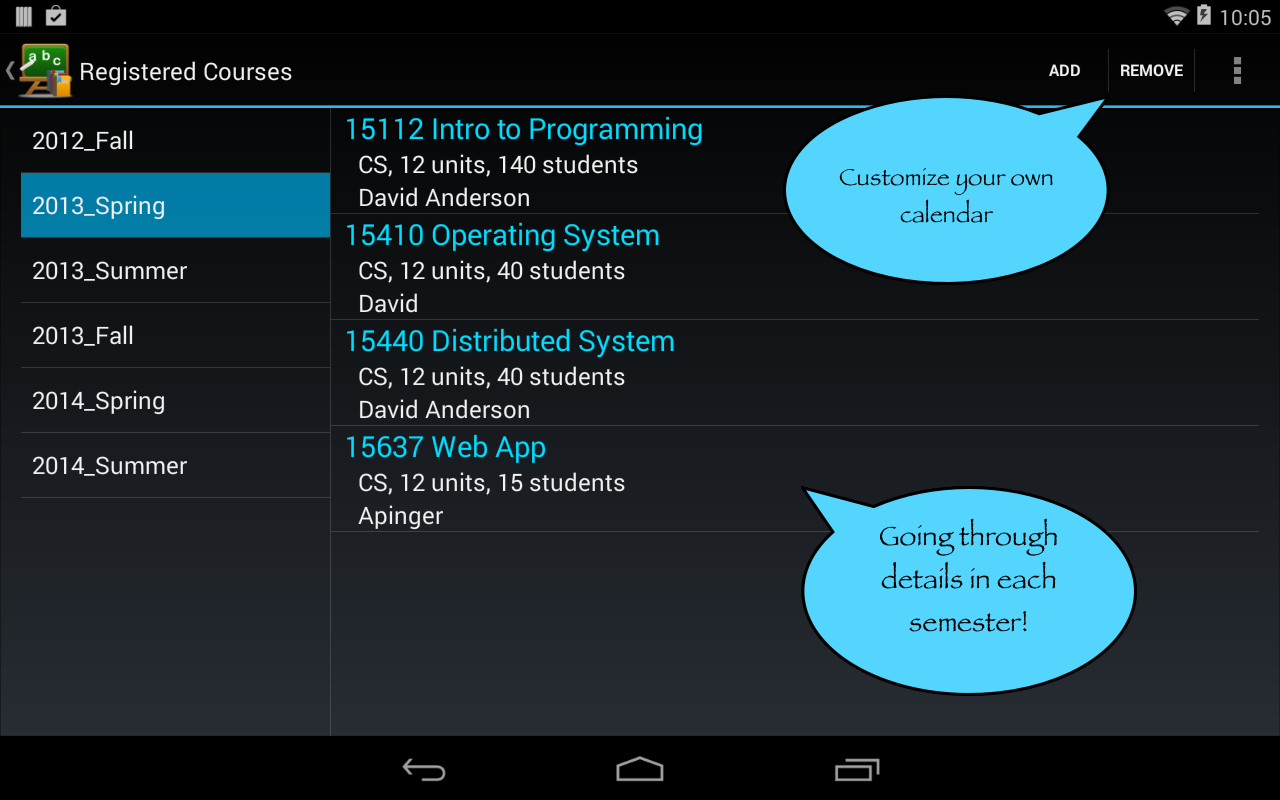 10:05
abc
Registered Courses
ADD
REMOVE
2012_Fall
2013_Spring
2013_Summer
2013_Fall
2014_Spring
2014_Summer
15112 Intro to Programming
CS, 12 units, 140 students
David Anderson
15410 Operating System
CS, 12 units, 40 students
David
15440 Distributed System
CS, 12 units, 40 students
David Anderson
15637 Web App
CS, 12 units, 15 students
Apinger
Customize your own
calendar
Going through
details in each
semester!